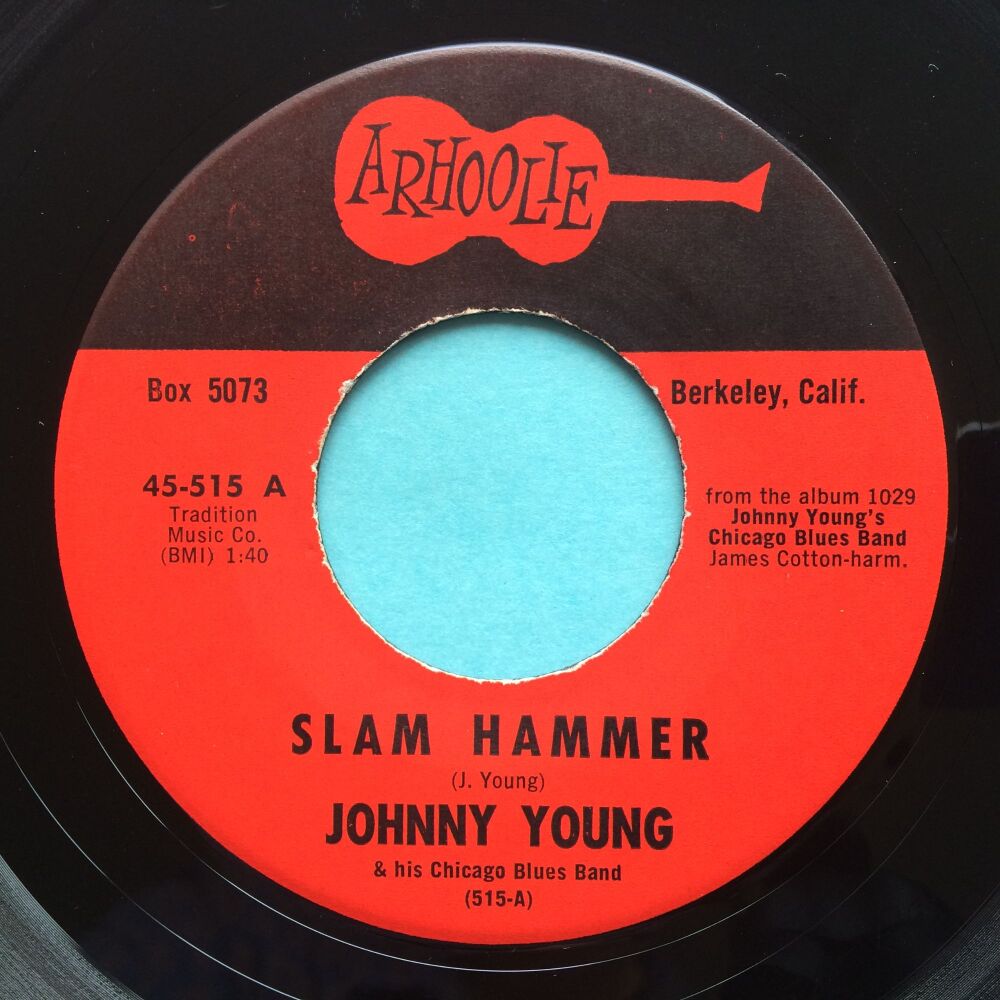 ARHOOLIE
Box 5073
Berkeley, Calif.
45-515 A
Tradition
Music Co.
(BMI) 1:40
from the album 1029
Johnny Young's
Chicago Blues Band
James Cotton-harm.
SLAM HAMMER
(J. Young)
JOHNNY YOUNG
& his Chicago Blues Band
(515-A)